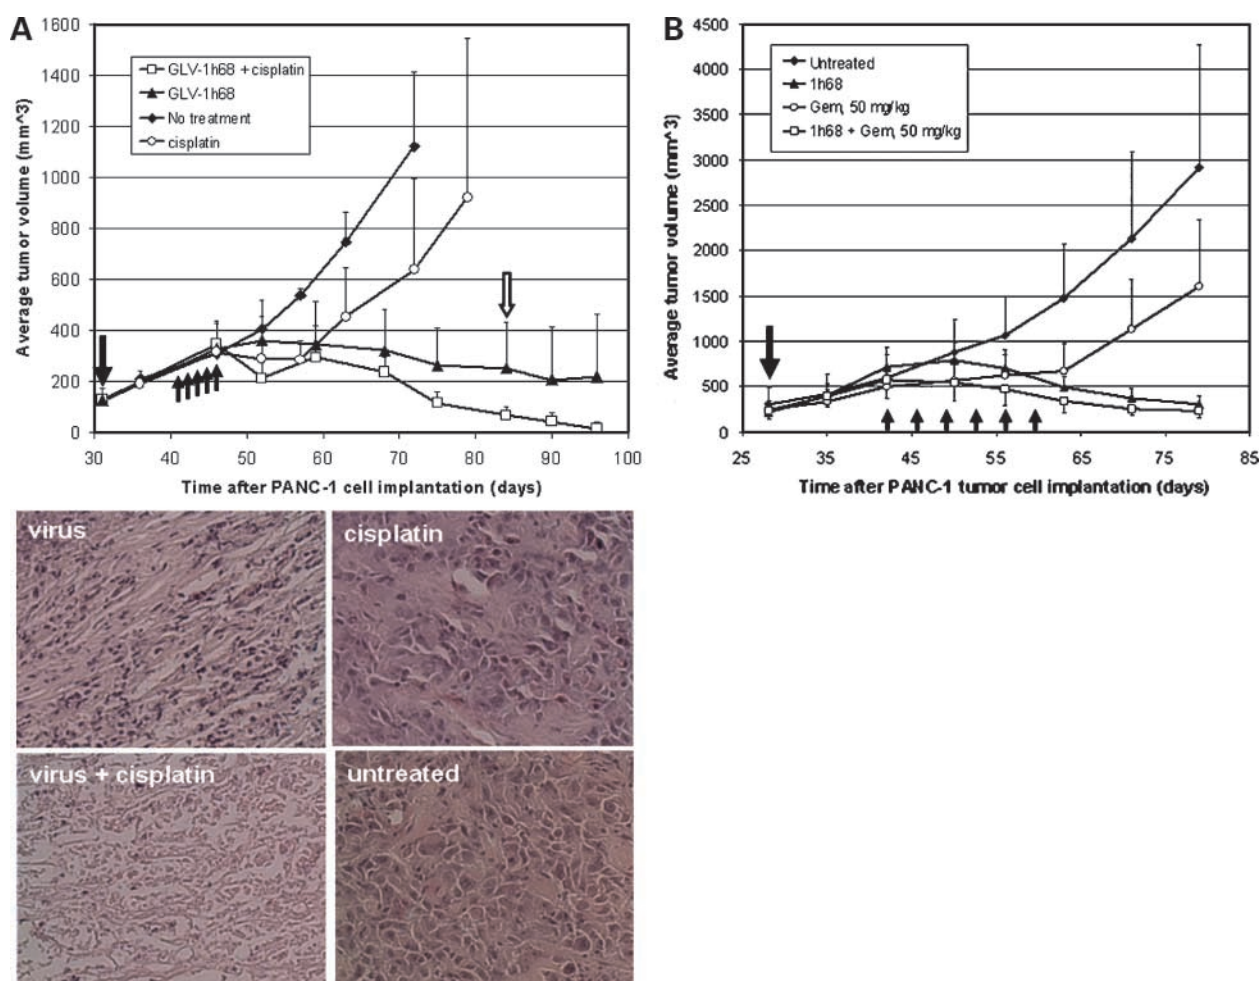 A
1600
1400
1200
1000
800
600
400
200
0
Average tumor volume (mm^3)
GLV-1h68 + cisplatin
GLV-1h68
No treatment
cisplatin
30 40 50 60 70 80 90 100
Time after PANC-1 cell implantation (days)
B
4500
4000
3500
3000
2500
2000
1500
1000
500
0
Average tumor volume (mm^3)
Untreated
1h68
Gem, 50 mg/kg
1h68 + Gem, 50 mg/kg
25 35 45 55 65 75 85
Time after PANC-1 tumor cell implantation (days)
virus
cisplatin
virus + cisplatin
untreated